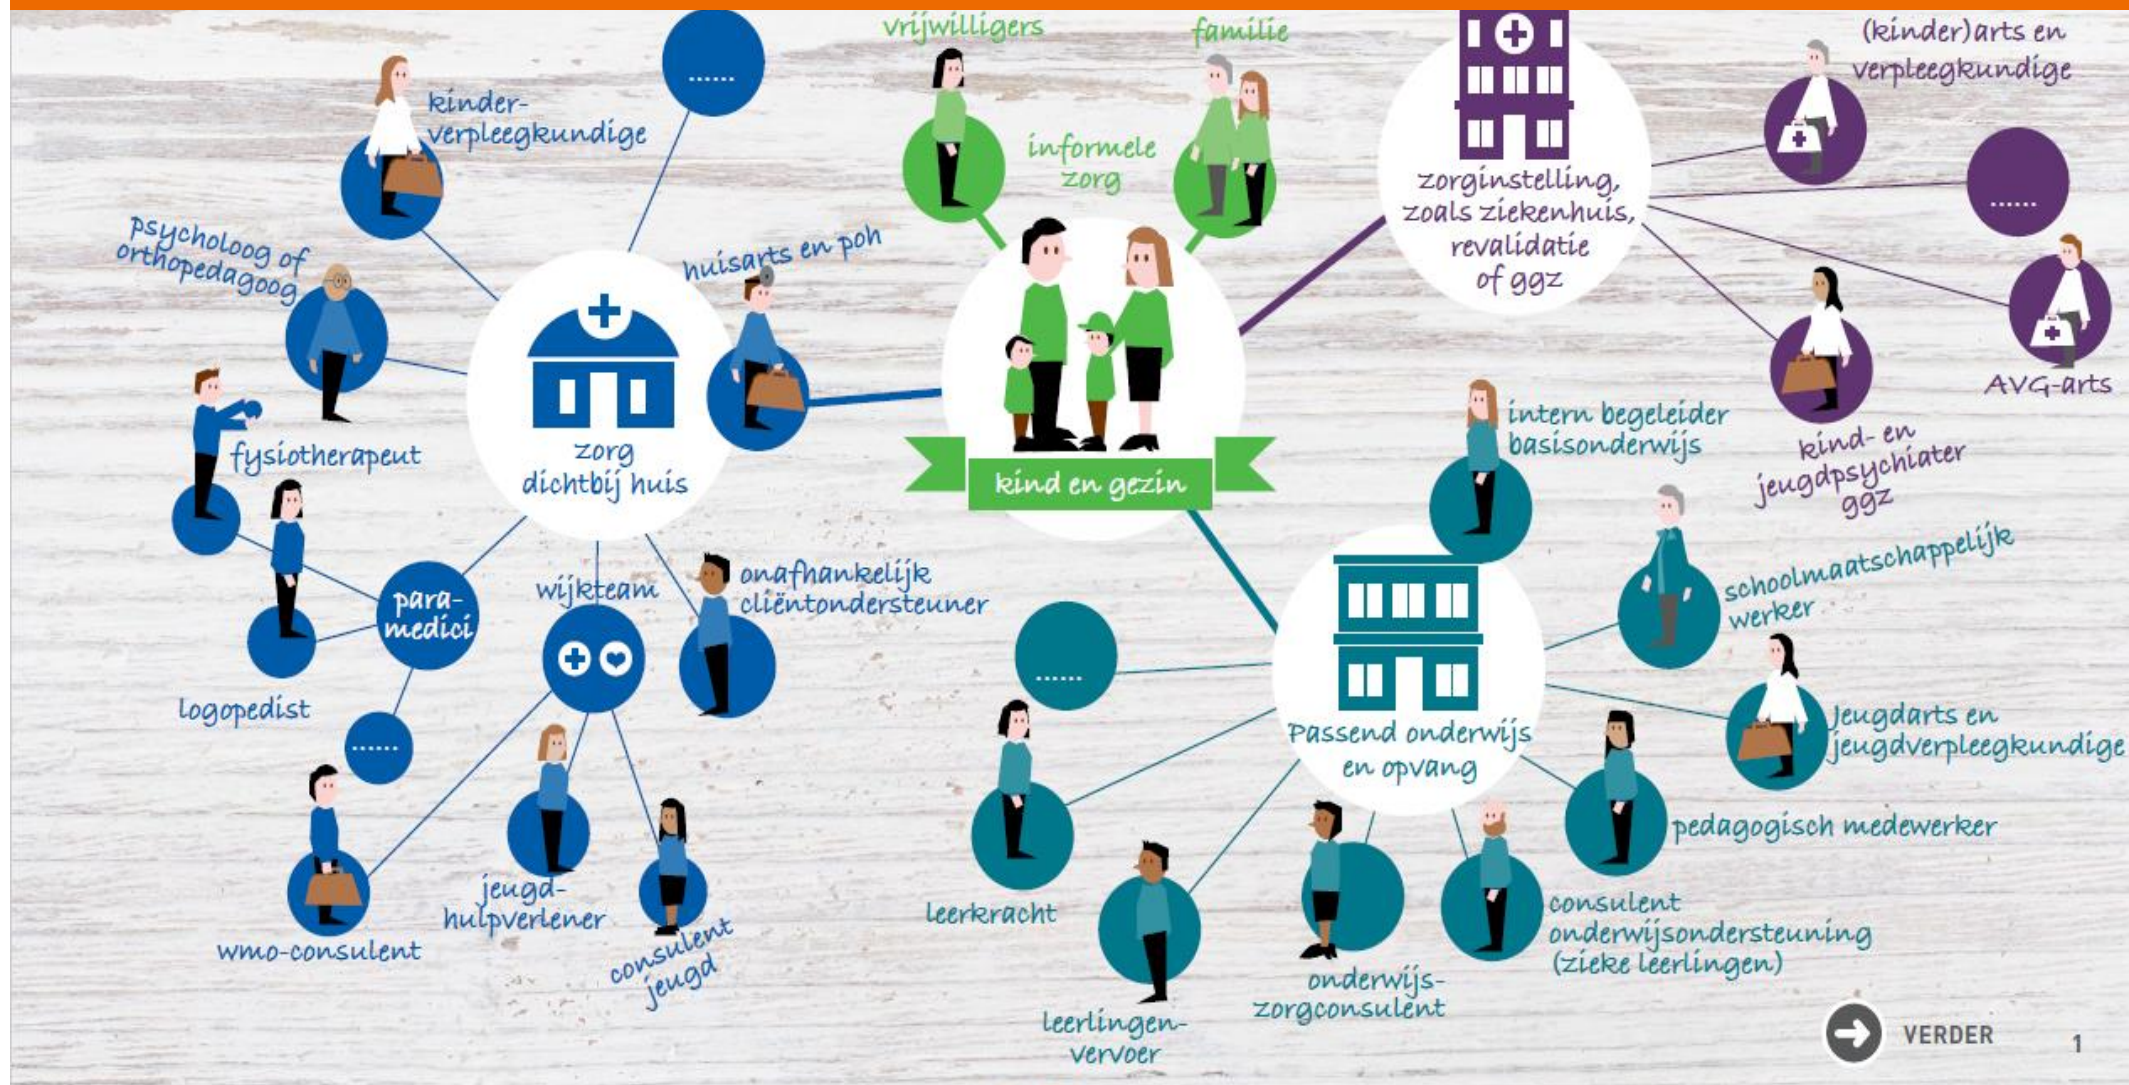 vrijwilligers
familie
informele
zorg
(kinder)arts en
verpleegkundige
......
kinder-
verpleegkundige
psycholoog of
orthopedagoog
huisarts en poh
zorginstelling,
zoals ziekenhuis,
revalidatie
of ggz
......
AVG-arts
kind- en
jeugdpsychiater
ggz
fysiotherapeut
zorg
dichtbij huis
kind en gezin
intern begeleider
basisonderwijs
schoolmaatschappelijk
werker
para-
medici
wijkteam
onafhankelijk
cliëntondersteuner
logopedist
......
......
Passend onderwijs
en opvang
Jeugdarts en
jeugdverpleegkundige
pedagogisch medewerker
wmo-consulent
jeugd-
hulpverlener
consulent
jeugd
leerkracht
leerlingen-
vervoer
onderwijs-
zorgconsulent
consulent
onderwijsondersteuning
(zieke leerlingen)
VERDER
1